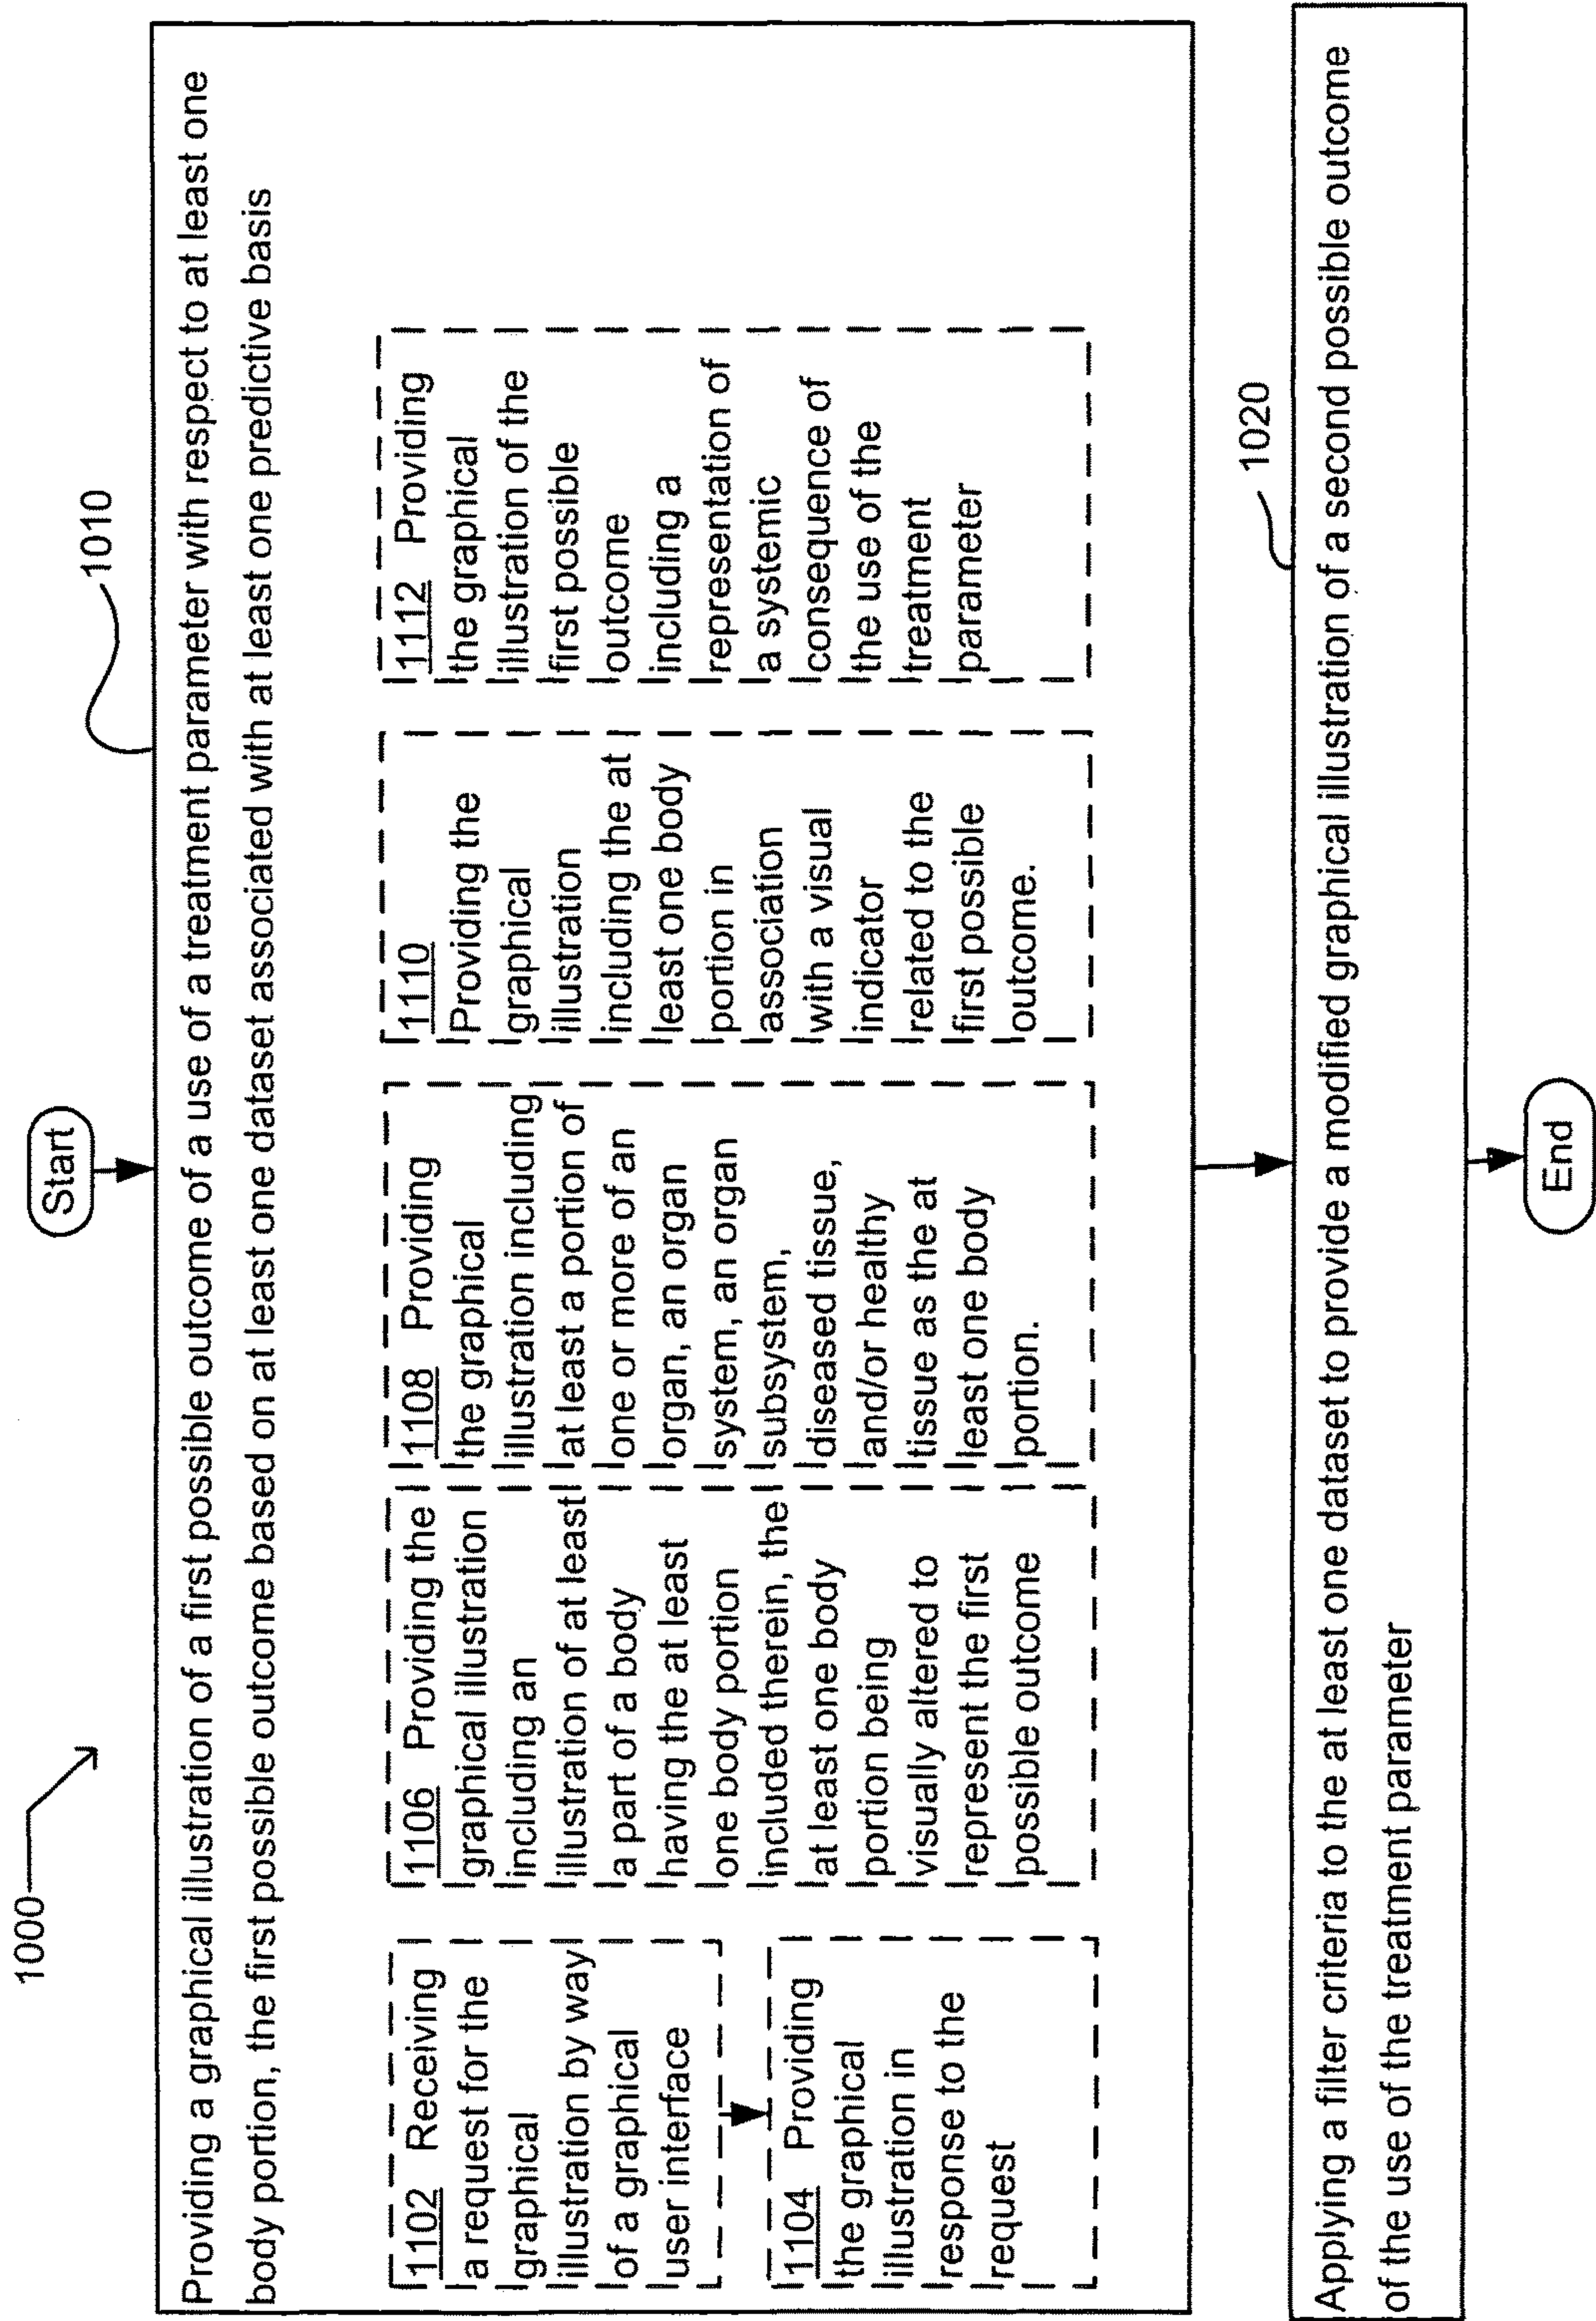 1000
Start
1010
Providing a graphical illustration of a first possible outcome of a use of a treatment parameter with respect to at least one
body portion, the first possible outcome based on at least one dataset associated with at least one predictive basis
1102 Receiving
a request for the
graphical
illustration by way
of a graphical
user interface
1104 Providing
the graphical
illustration in
response to the
request
1106 Providing the
graphical illustration
including an
illustration of at least
a part of a body
having the at least
one body portion
included therein, the
at least one body
portion being
visually altered to
represent the first
possible outcome
1108 Providing
the graphical
illustration including
at least a portion of
one or more of an
organ, an organ
system, an organ
subsystem,
diseased tissue,
and/or healthy
tissue as the at
least one body
portion.
1110
Providing the
graphical
illustration
including the at
least one body
portion in
association
with a visual
indicator
related to the
first possible
outcome.
1112 Providing
the graphical
illustration of the
first possible
outcome
including a
representation of
a systemic
consequence of
the use of the
treatment
parameter
1020
Applying a filter criteria to the at least one dataset to provide a modified graphical illustration of a second possible outcome
of the use of the treatment parameter
End